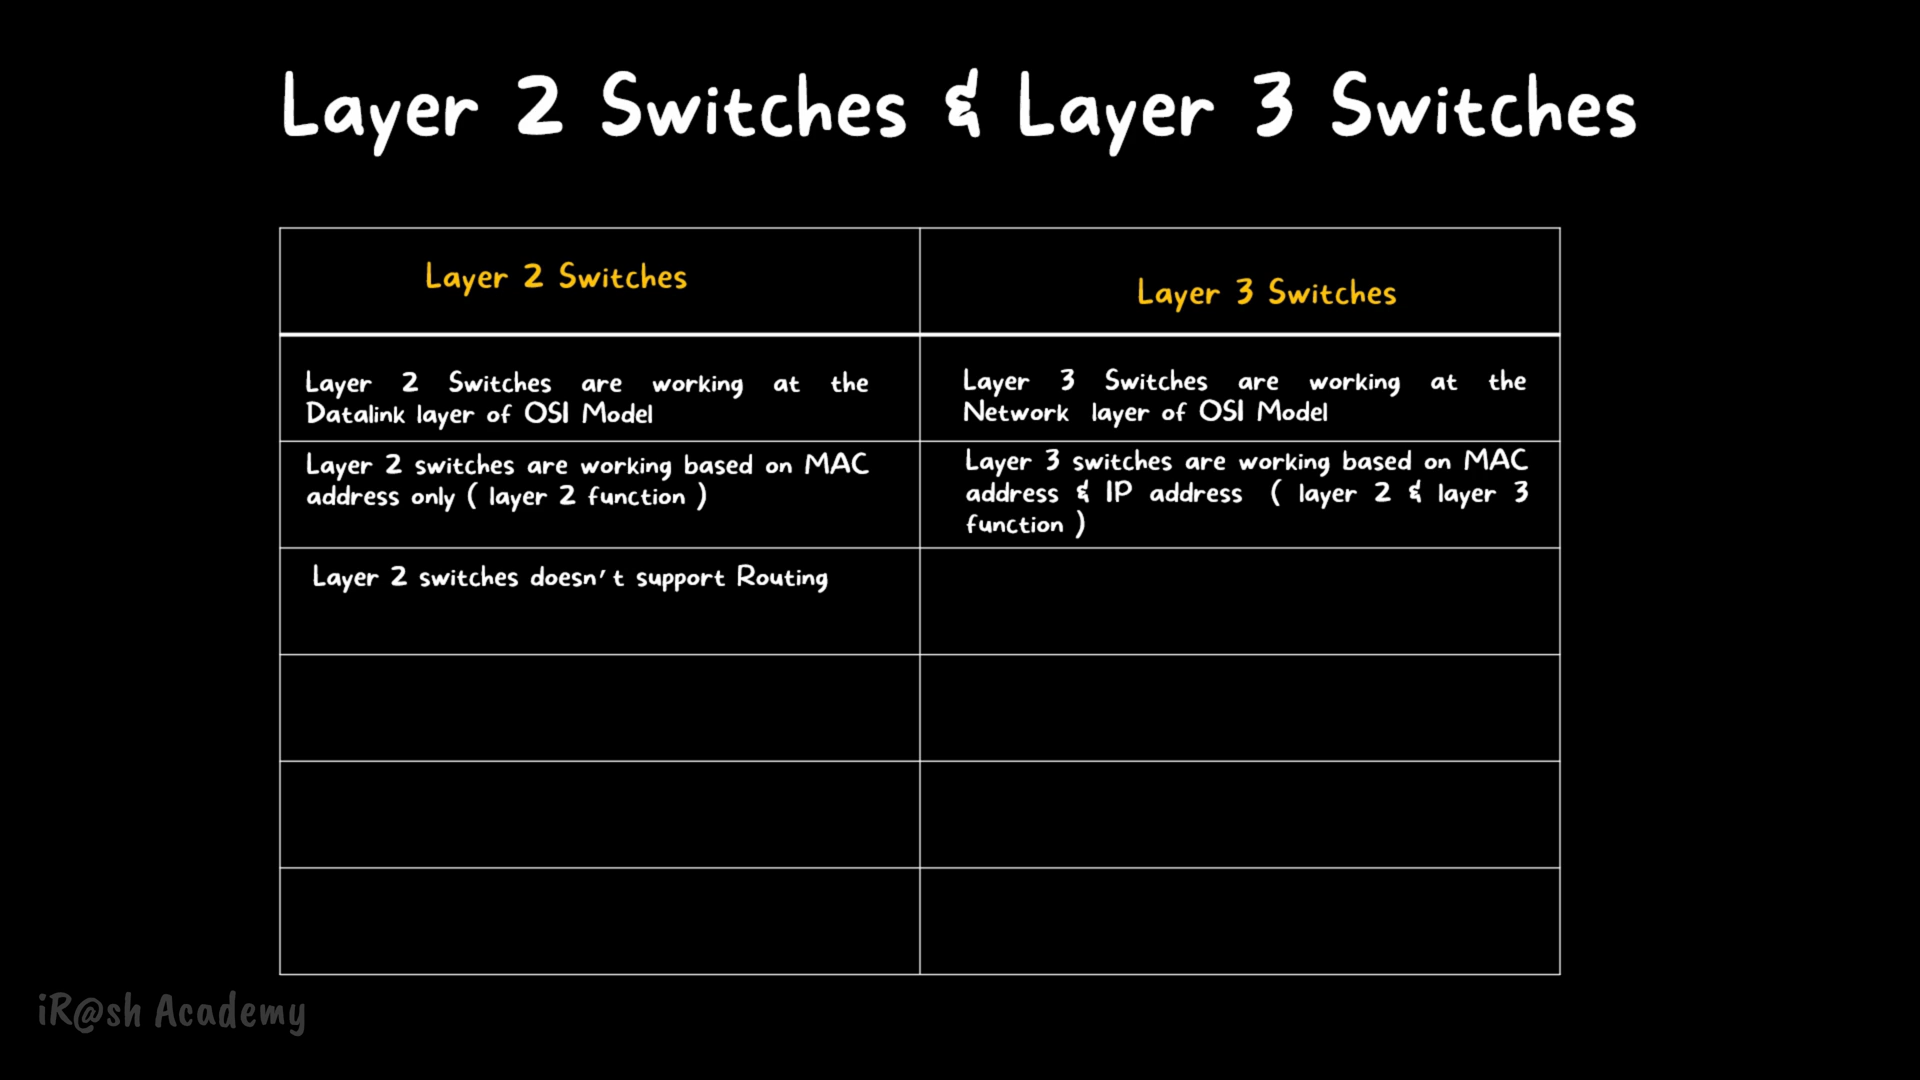 Layer 2 Switches & Layer 3 Switches
Layer 2 Switches
Layer 3 Switches
Layer 2 Switches are working at the
Datalink layer of OSI Model
Layer 3 Switches are working at the
Network layer of OSI Model
Layer 2 switches are working based on MAC
address only ( layer 2 function )
Layer 3 switches are working based on MAC
address & IP address ( layer 2 & layer 3
function )
Layer 2 switches doesn't support Routing
iR@sh Academy